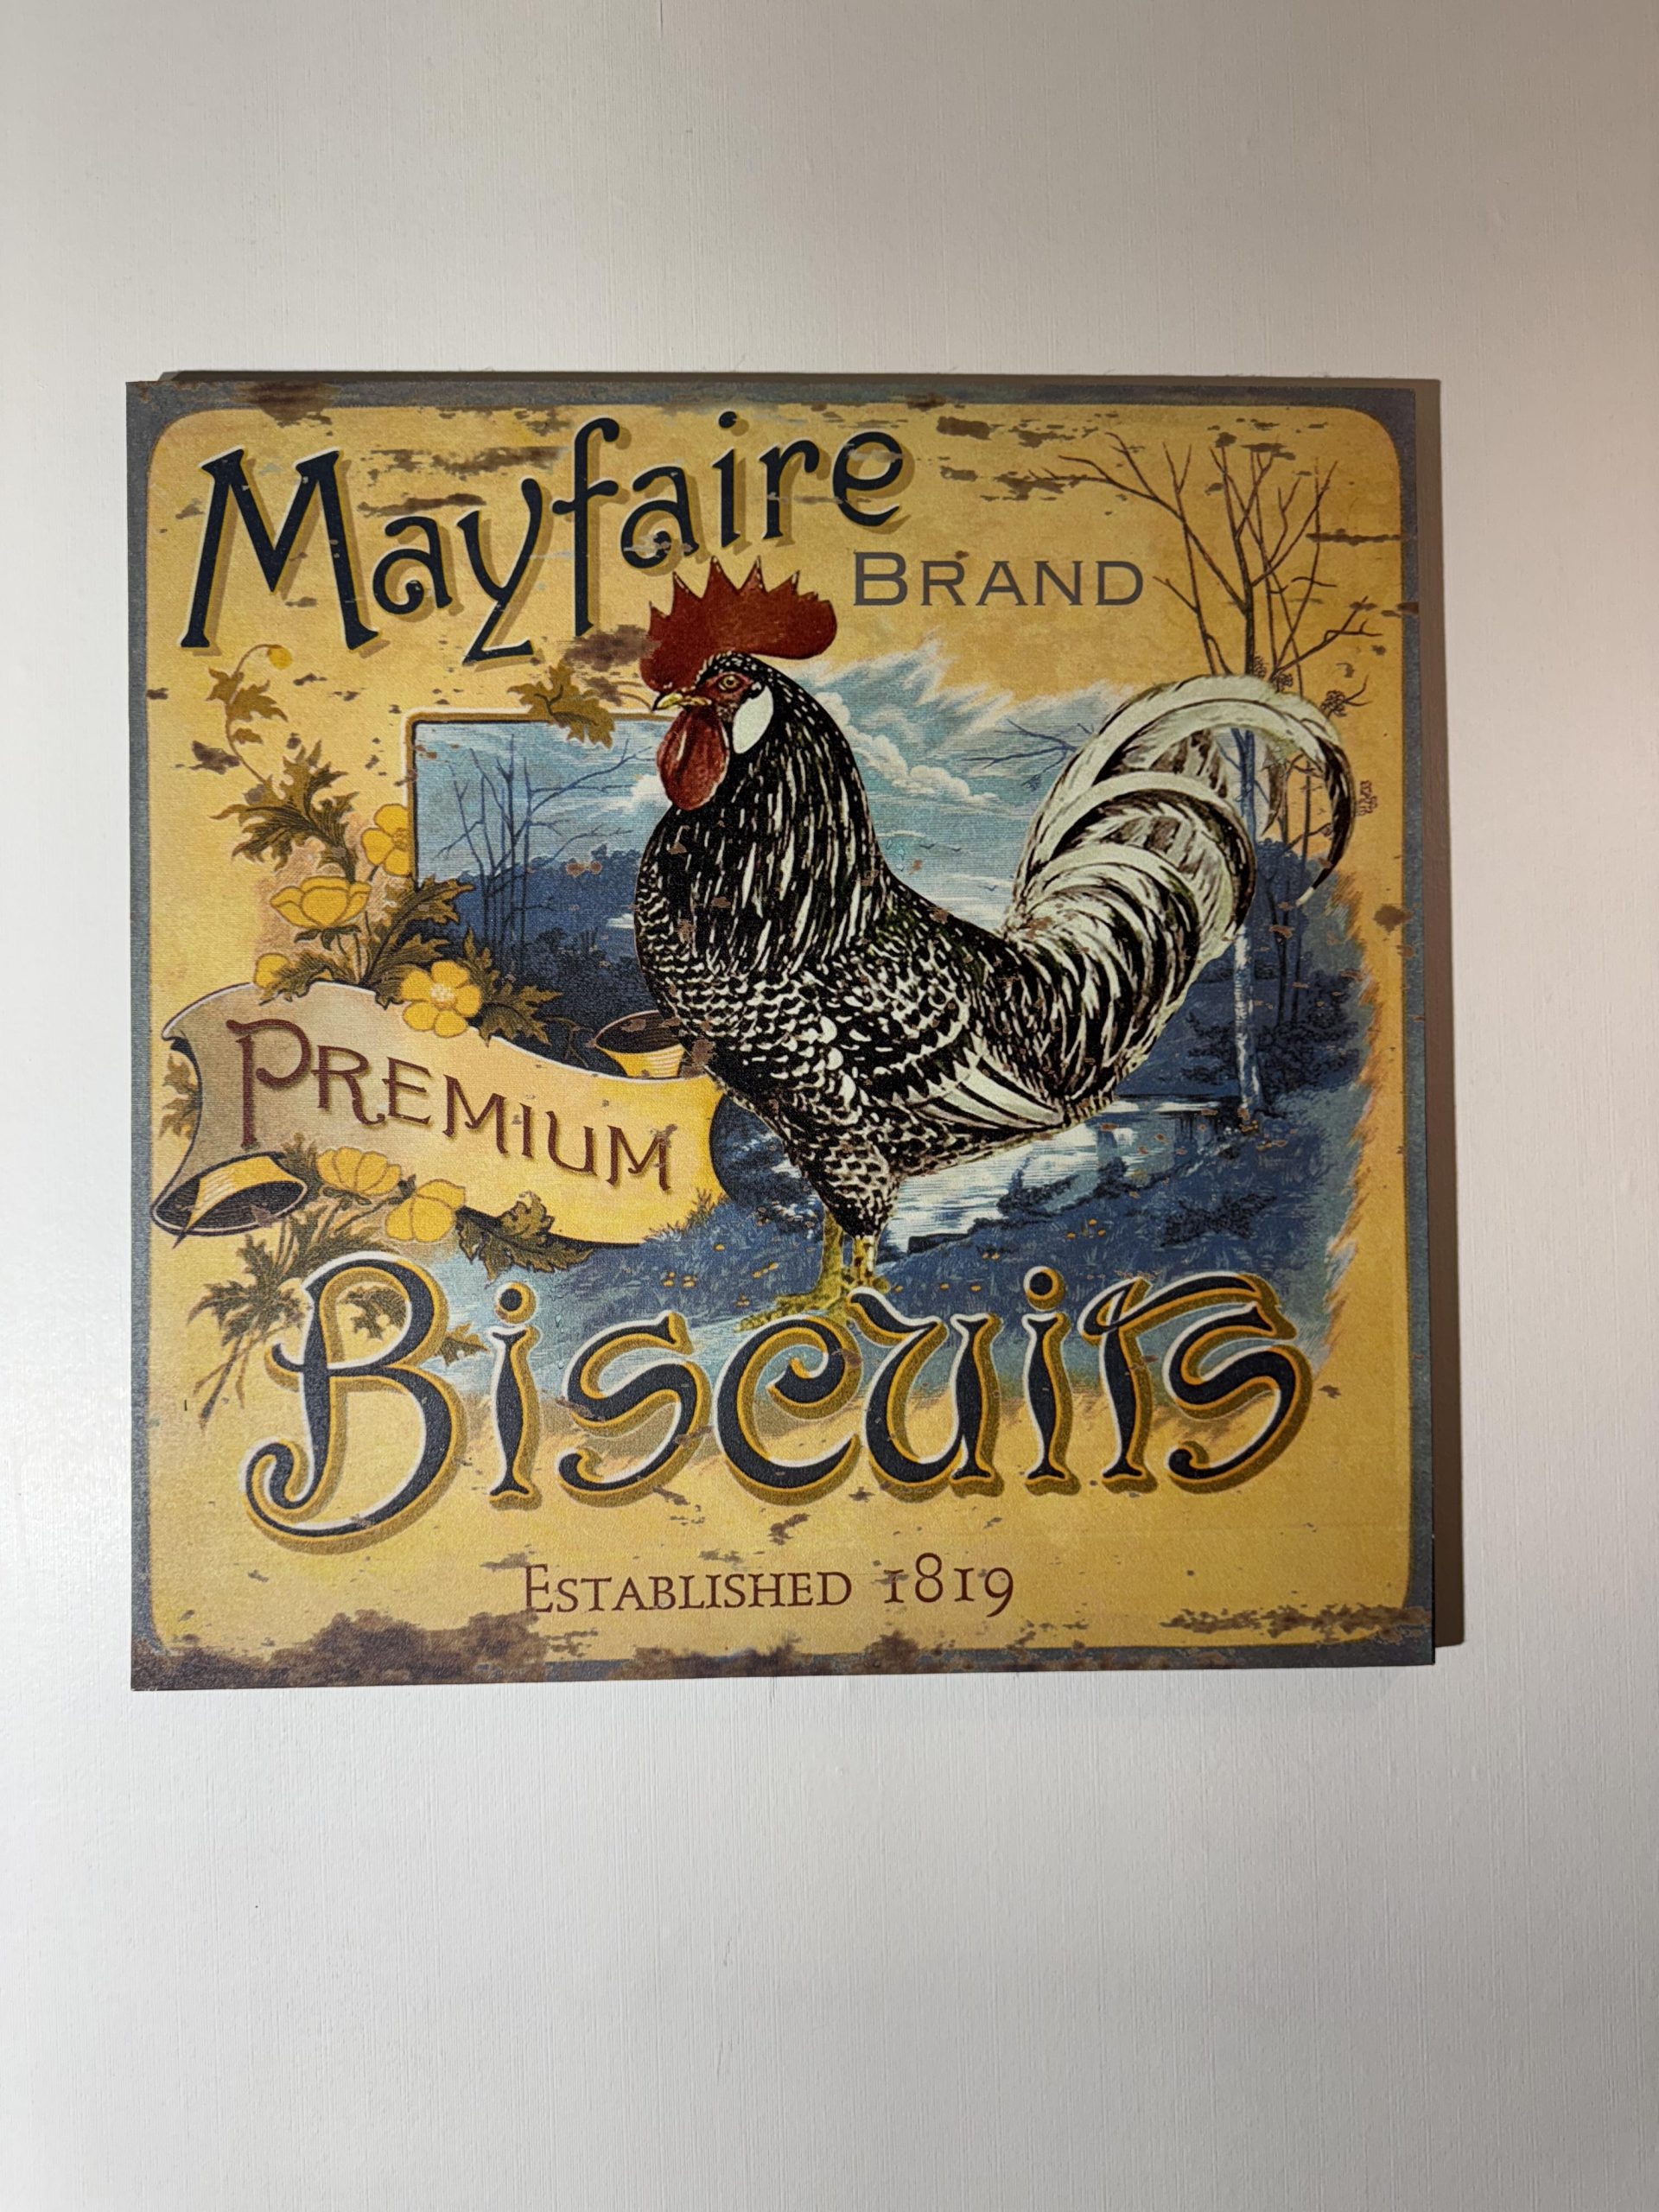 Mayfaire
BRAND
PREMIUM
Biscuits
ESTABLISHED 1819